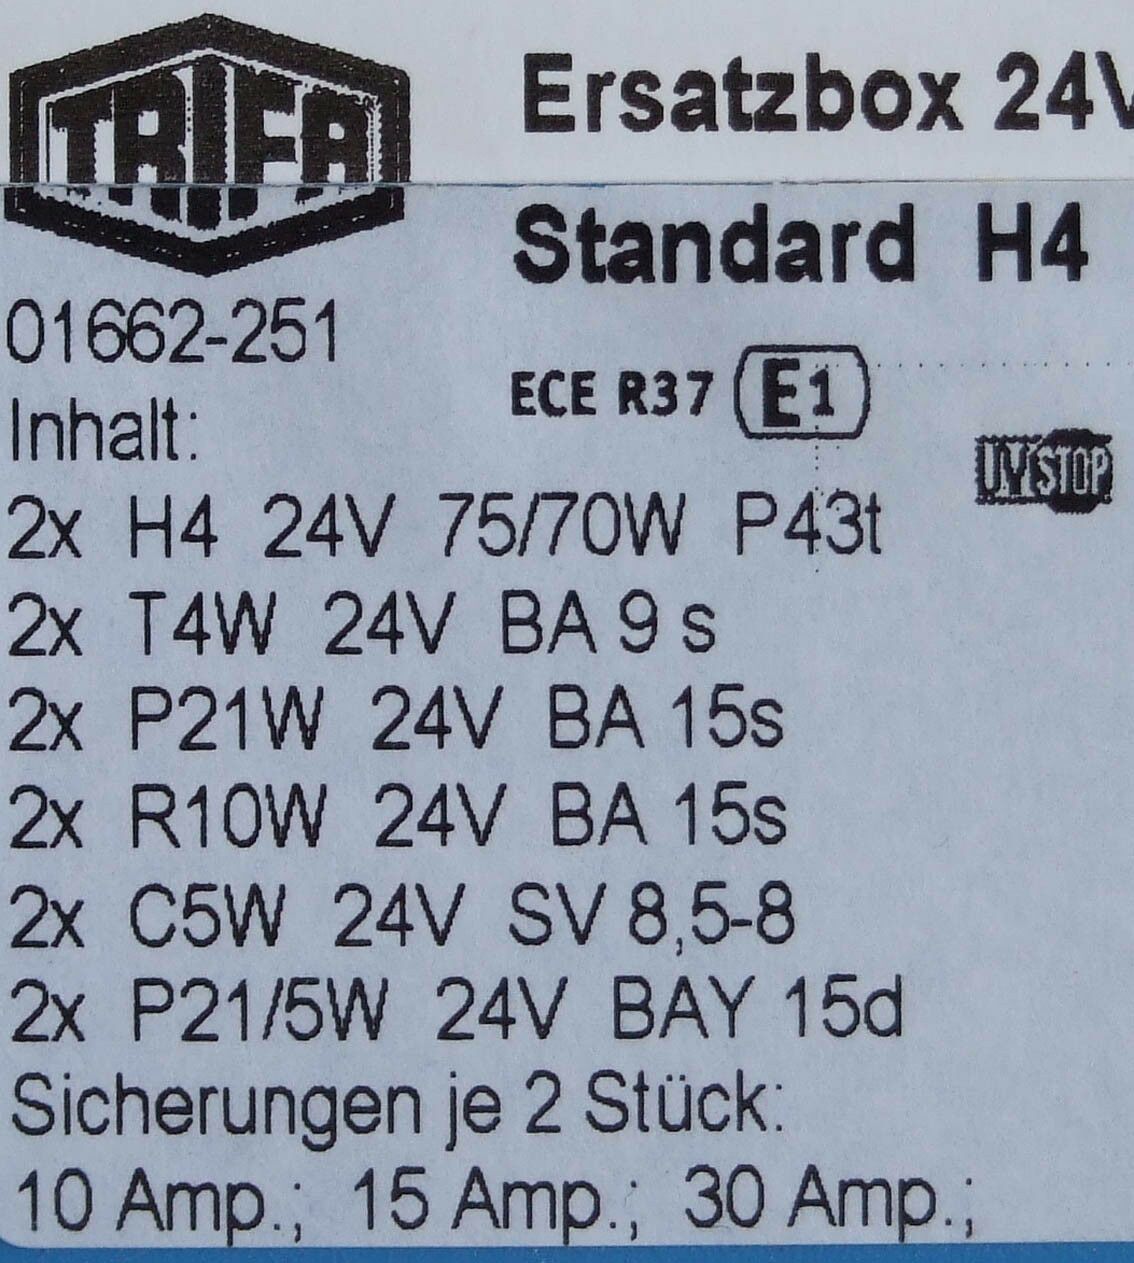 TRIFA
Ersatzbox 24V
Standard H4
01662-251
ECE R37 E1
Inhalt:
UV STOP
2x H4 24V 75/70W P43t
2x T4W 24V BA 9 s
2x P21W 24V BA 15s
2x R10W 24V BA 15s
2x C5W 24V SV 8,5-8
2x P21/5W 24V BAY 15d
Sicherungen je 2 Stück:
10 Amp.; 15 Amp.; 30 Amp.;